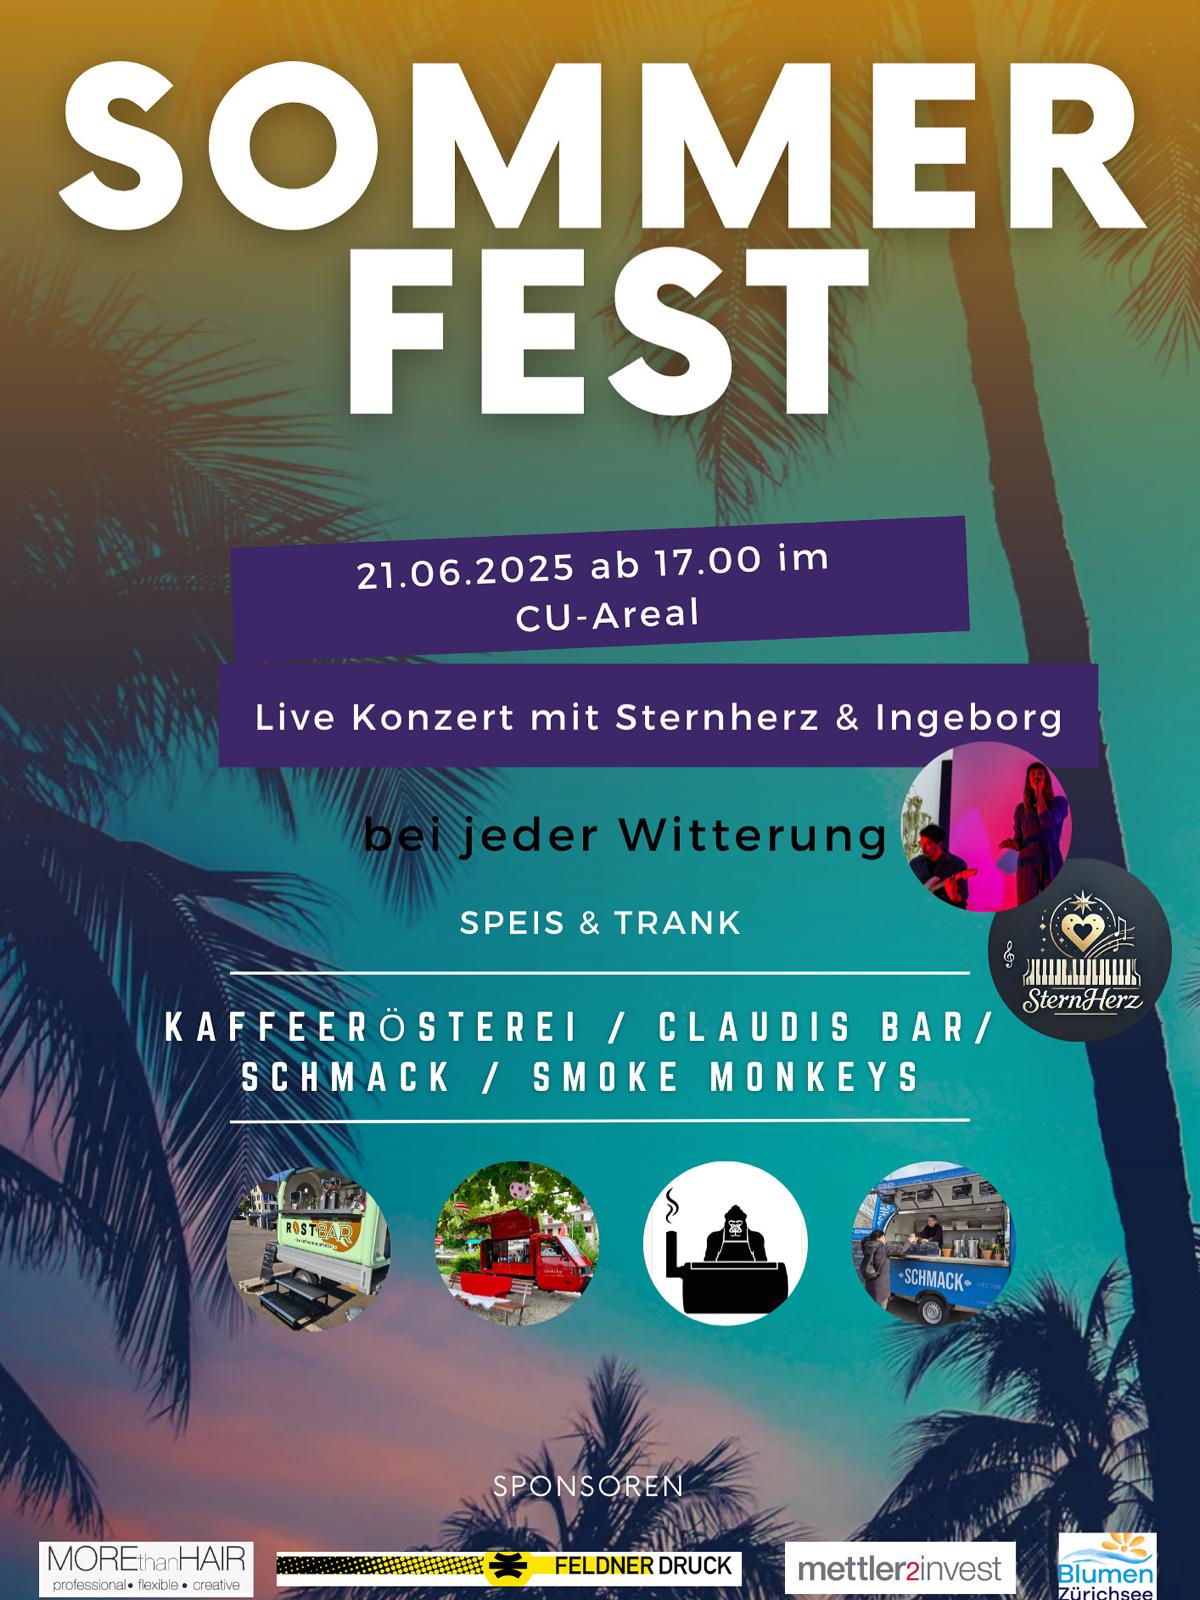 SOMMER
FEST
21.06.2025 ab 17.00 im
CU-Areal
Live Konzert mit Sternherz & Ingeborg
bei jeder Witterung
SternHerz
SPEIS & TRANK
KAFFEERÖSTEREI / CLAUDIS BAR/
SCHMACK / SMOKE MONKEYS
RÖSTBAR
SCHMACK
SPONSOREN
MOREthanHAIR
professional • flexible • creative
FELDNER DRUCK
mettler2invest
Blumen
Zürichsee